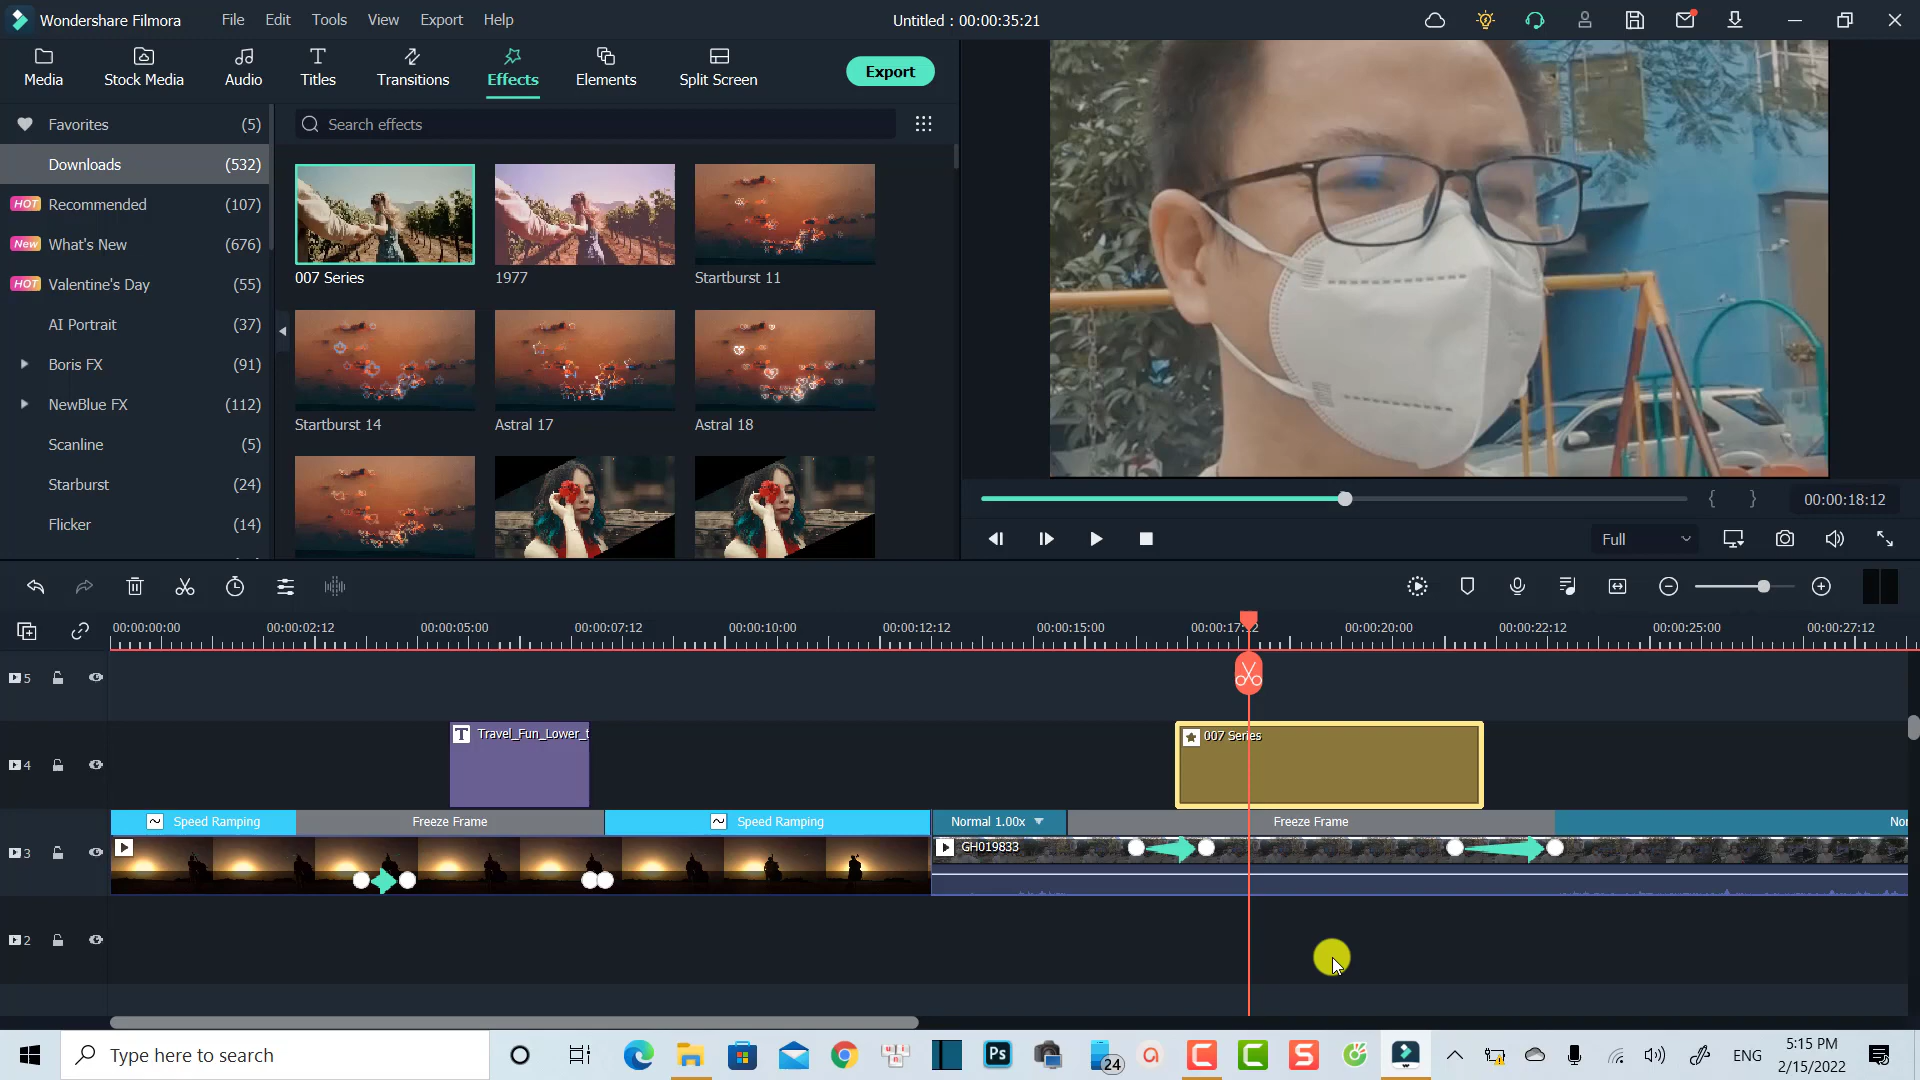 Wondershare Filmora
File Edit Tools View Export Help
Untitled : 00:00:35:21
Media Stock Media Audio Titles Transitions Effects Elements Split Screen
Export
Favorites (5)
Downloads (532)
HOT Recommended (107)
New What's New (676)
HOT Valentine's Day (55)
AI Portrait (37)
Boris FX (91)
NewBlue FX (112)
Scanline (5)
Starburst (24)
Flicker (14)
Search effects
007 Series 1977 Startburst 11
Startburst 14 Astral 17 Astral 18
00:00:18:12
Full
00:00:00:00 00:00:02:12 00:00:05:00 00:00:07:12 00:00:10:00 00:00:12:12 00:00:15:00 00:00:17:12 00:00:20:00 00:00:22:12 00:00:25:00 00:00:27:12
5
4
Travel_Fun_Lower_t
007 Series
Speed Ramping Freeze Frame Speed Ramping Normal 1.00x Freeze Frame No
3
GH019833
2
Type here to search
Ps
24
C
C
S
ENG
5:15 PM
2/15/2022